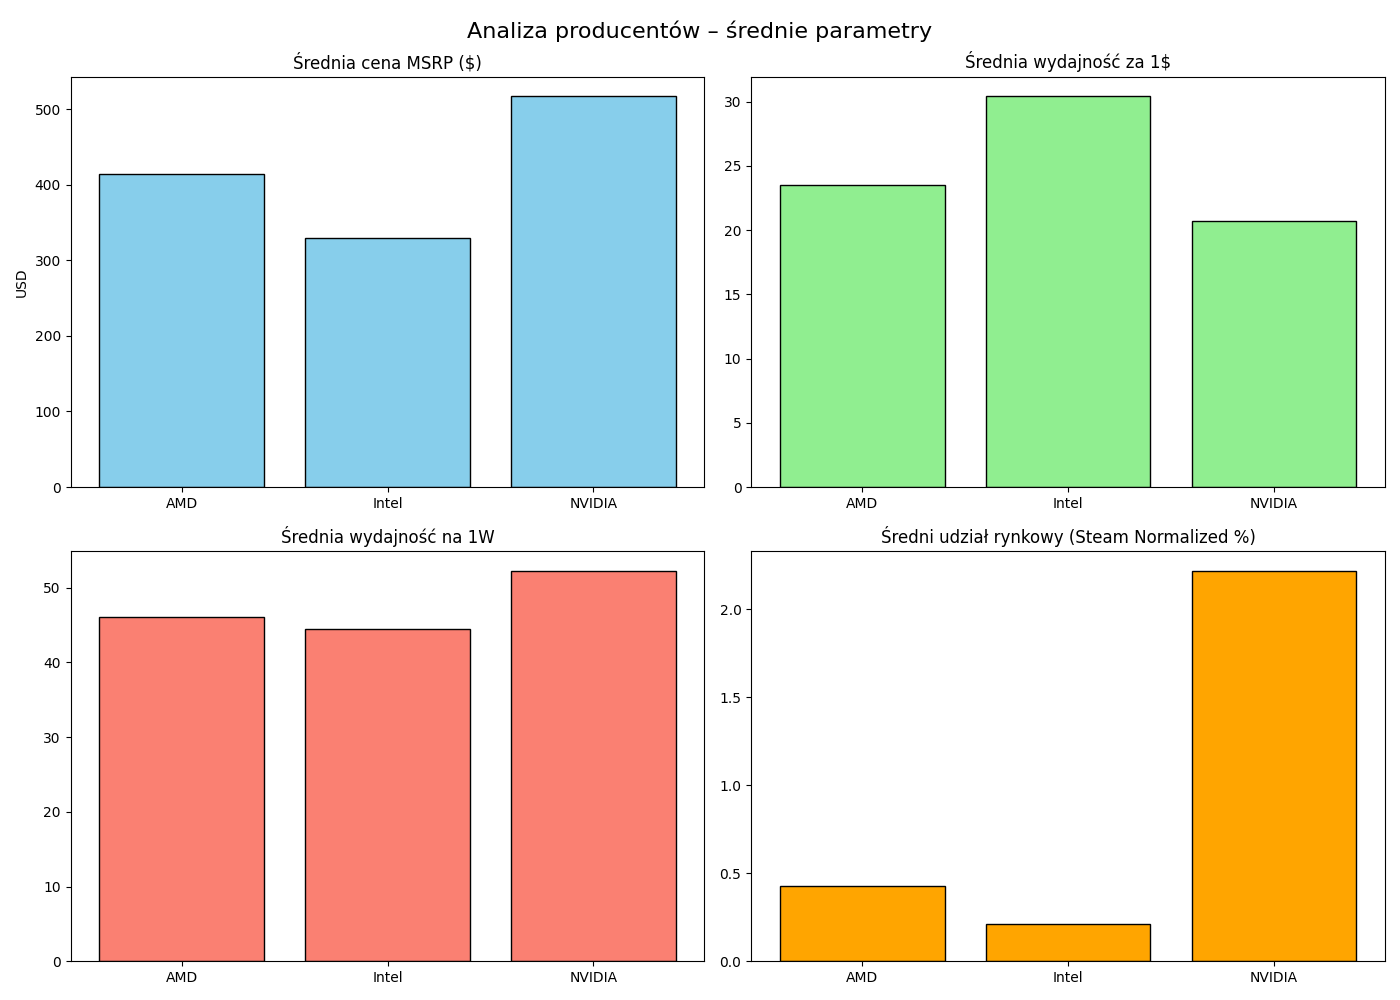 Analiza producentów – średnie parametry
Średnia cena MSRP ($)
USD
500
400
300
200
100
0
AMD Intel NVIDIA
Średnia wydajność za 1$
30
25
20
15
10
5
0
AMD Intel NVIDIA
Średnia wydajność na 1W
50
40
30
20
10
0
AMD Intel NVIDIA
Średni udział rynkowy (Steam Normalized %)
2.0
1.5
1.0
0.5
0.0
AMD Intel NVIDIA